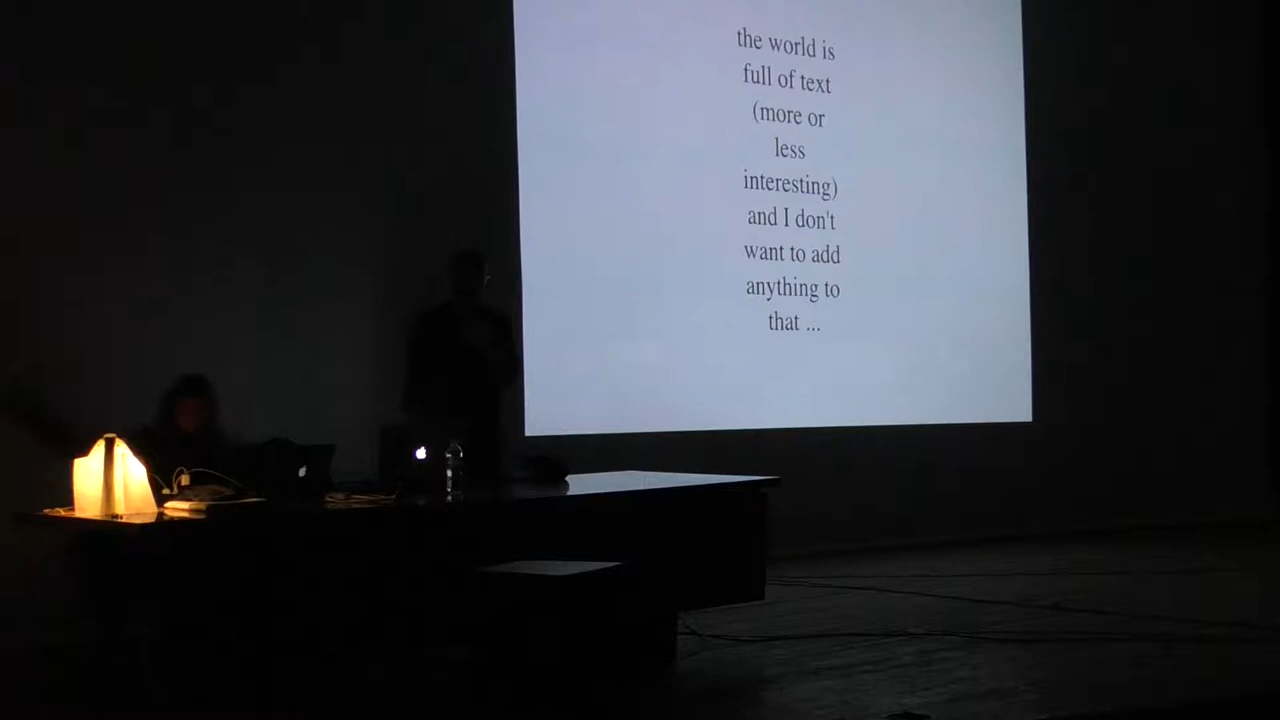 the world is
full of text
(more or
less
interesting)
and I don't
want to add
anything to
that ...